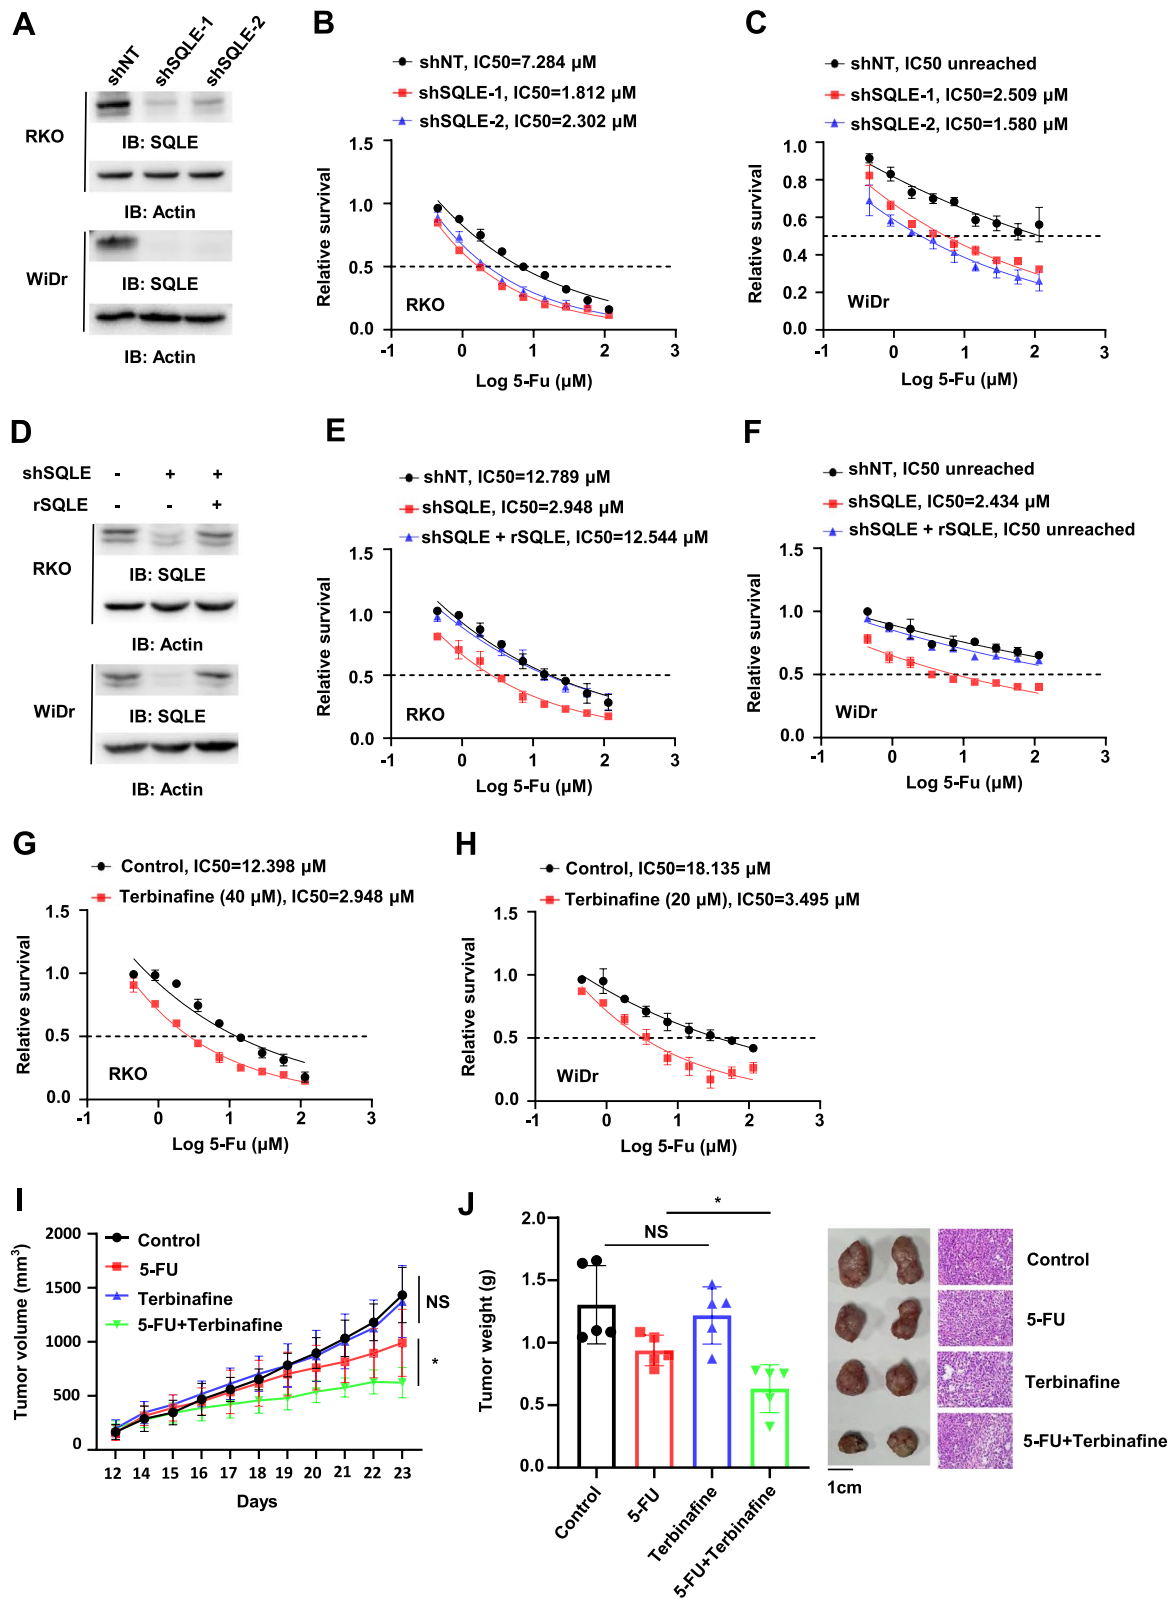 A
shNT
shSQLE-1
shSQLE-2
RKO
IB: SQLE
IB: Actin
WiDr
IB: SQLE
IB: Actin
B
shNT, IC50=7.284 µM
shSQLE-1, IC50=1.812 µM
shSQLE-2, IC50=2.302 µM
Relative survival
1.5
1.0
0.5
0.0
RKO
-1
0
1
2
3
Log 5-Fu (µM)
C
shNT, IC50 unreached
shSQLE-1, IC50=2.509 µM
shSQLE-2, IC50=1.580 µM
Relative survival
1.0
0.8
0.6
0.4
0.2
0.0
WiDr
-1
0
1
2
3
Log 5-Fu (µM)
D
shSQLE - + +
rSQLE - - +
RKO
IB: SQLE
IB: Actin
WiDr
IB: SQLE
IB: Actin
E
shNT, IC50=12.789 µM
shSQLE, IC50=2.948 µM
shSQLE + rSQLE, IC50=12.544 µM
Relative survival
1.5
1.0
0.5
0.0
RKO
-1
0
1
2
3
Log 5-Fu (µM)
F
shNT, IC50 unreached
shSQLE, IC50=2.434 µM
shSQLE + rSQLE, IC50 unreached
Relative survival
1.5
1.0
0.5
0.0
WiDr
-1
0
1
2
3
Log 5-Fu (µM)
G
Control, IC50=12.398 µM
Terbinafine (40 µM), IC50=2.948 µM
Relative survival
1.5
1.0
0.5
0.0
RKO
-1
0
1
2
3
Log 5-Fu (µM)
H
Control, IC50=18.135 µM
Terbinafine (20 µM), IC50=3.495 µM
Relative survival
1.5
1.0
0.5
0.0
WiDr
-1
0
1
2
3
Log 5-Fu (µM)
I
Tumor volume (mm³)
2000
1500
1000
500
0
Control
5-FU
Terbinafine
5-FU+Terbinafine
NS
*
12 14 15 16 17 18 19 20 21 22 23
Days
J
Tumor weight (g)
2.0
1.5
1.0
0.5
0.0
NS
*
Control
5-FU
Terbinafine
5-FU+Terbinafine
Control
5-FU
Terbinafine
5-FU+Terbinafine
1cm